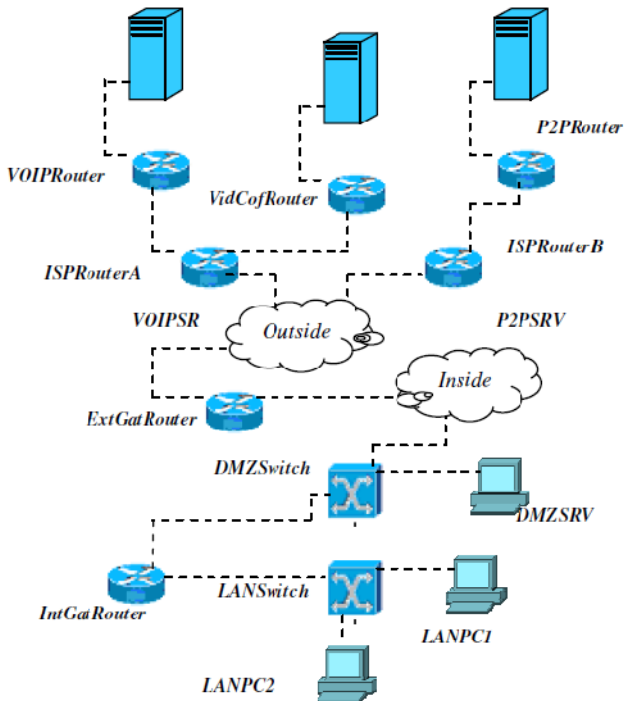 P2PRouter
VOIPRouter
VidCofRouter
ISPRouterB
ISPRouterA
VOIPSR
P2PSRV
Outside
Inside
ExtGatRouter
DMZSwitch
DMZSRV
LANSwitch
IntGatRouter
LANPC1
LANPC2